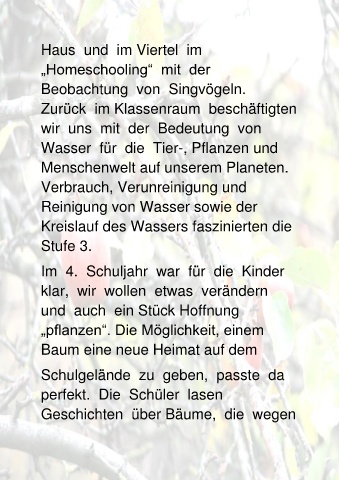 Haus und im Viertel im
„Homeschooling“ mit der
Beobachtung von Singvögeln.
Zurück im Klassenraum beschäftigten
wir uns mit der Bedeutung von
Wasser für die Tier-, Pflanzen und
Menschenwelt auf unserem Planeten.
Verbrauch, Verunreinigung und
Reinigung von Wasser sowie der
Kreislauf des Wassers faszinierten die
Stufe 3.
Im 4. Schuljahr war für die Kinder
klar, wir wollen etwas verändern
und auch ein Stück Hoffnung
„pflanzen“. Die Möglichkeit, einem
Baum eine neue Heimat auf dem
Schulgelände zu geben, passte da
perfekt. Die Schüler lasen
Geschichten über Bäume, die wegen